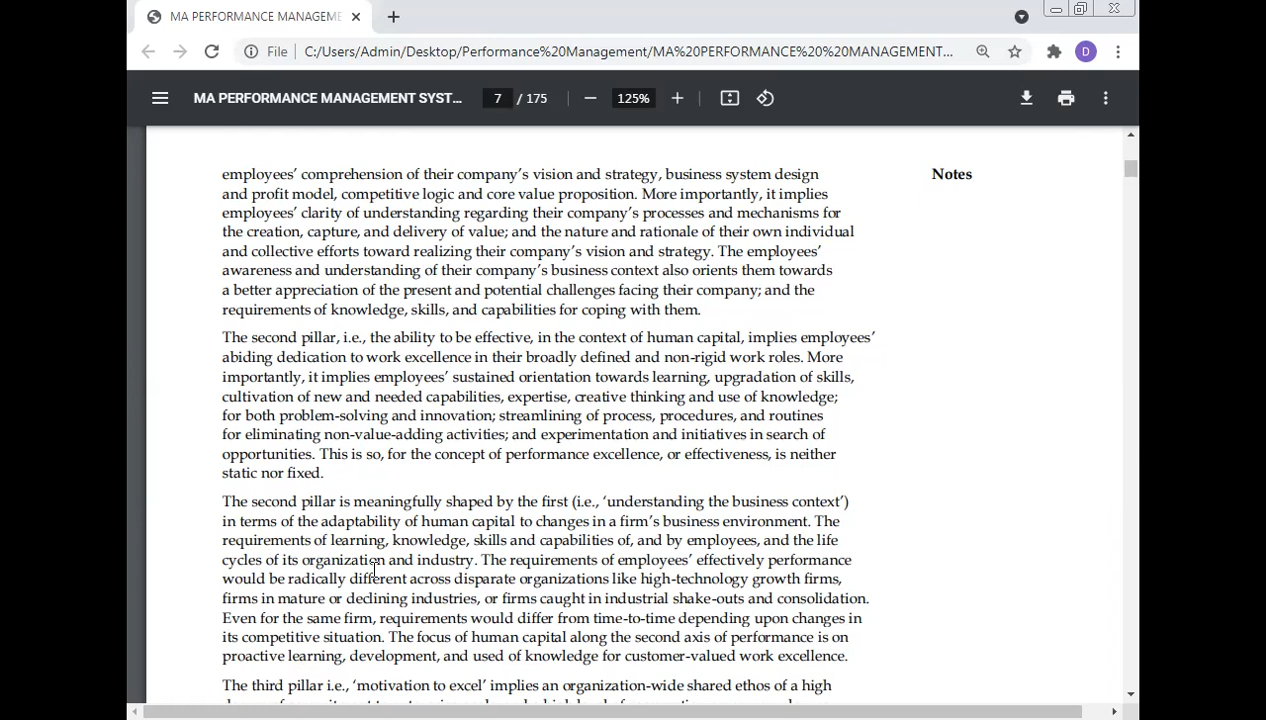 MA PERFORMANCE MANAGEME
File
C:/Users/Admin/Desktop/Performance%20Management/MA%20PERFORMANCE%20%20MANAGEMENT...
D
MA PERFORMANCE MANAGEMENT SYST...
7 / 175
125%
employees’ comprehension of their company’s vision and strategy, business system design
Notes
and profit model, competitive logic and core value proposition. More importantly, it implies
employees’ clarity of understanding regarding their company’s processes and mechanisms for
the creation, capture, and delivery of value; and the nature and rationale of their own individual
and collective efforts toward realizing their company’s vision and strategy. The employees’
awareness and understanding of their company’s business context also orients them towards
a better appreciation of the present and potential challenges facing their company; and the
requirements of knowledge, skills, and capabilities for coping with them.
The second pillar, i.e., the ability to be effective, in the context of human capital, implies employees’
abiding dedication to work excellence in their broadly defined and non-rigid work roles. More
importantly, it implies employees’ sustained orientation towards learning, upgradation of skills,
cultivation of new and needed capabilities, expertise, creative thinking and use of knowledge;
for both problem-solving and innovation; streamlining of process, procedures, and routines
for eliminating non-value-adding activities; and experimentation and initiatives in search of
opportunities. This is so, for the concept of performance excellence, or effectiveness, is neither
static nor fixed.
The second pillar is meaningfully shaped by the first (i.e., ‘understanding the business context’)
in terms of the adaptability of human capital to changes in a firm’s business environment. The
requirements of learning, knowledge, skills and capabilities of, and by employees, and the life
cycles of its organization and industry. The requirements of employees’ effectively performance
would be radically different across disparate organizations like high-technology growth firms,
firms in mature or declining industries, or firms caught in industrial shake-outs and consolidation.
Even for the same firm, requirements would differ from time-to-time depending upon changes in
its competitive situation. The focus of human capital along the second axis of performance is on
proactive learning, development, and used of knowledge for customer-valued work excellence.
The third pillar i.e., ‘motivation to excel’ implies an organization-wide shared ethos of a high